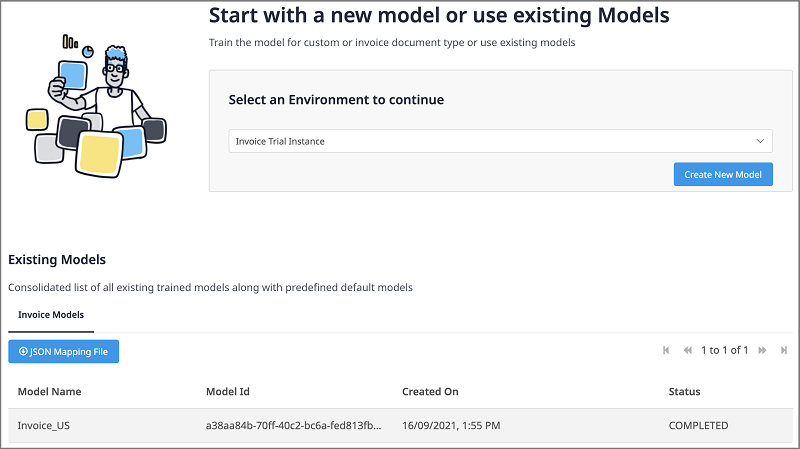 Start with a new model or use existing Models
Train the model for custom or invoice document type or use existing models
Select an Environment to continue
Invoice Trial Instance
Create New Model
Existing Models
Consolidated list of all existing trained models along with predefined default models
Invoice Models
JSON Mapping File
1 to 1 of 1
Model Name Model Id Created On Status
Invoice_US a38aa84b-70ff-40c2-bc6a-fed813fb... 16/09/2021, 1:55 PM COMPLETED